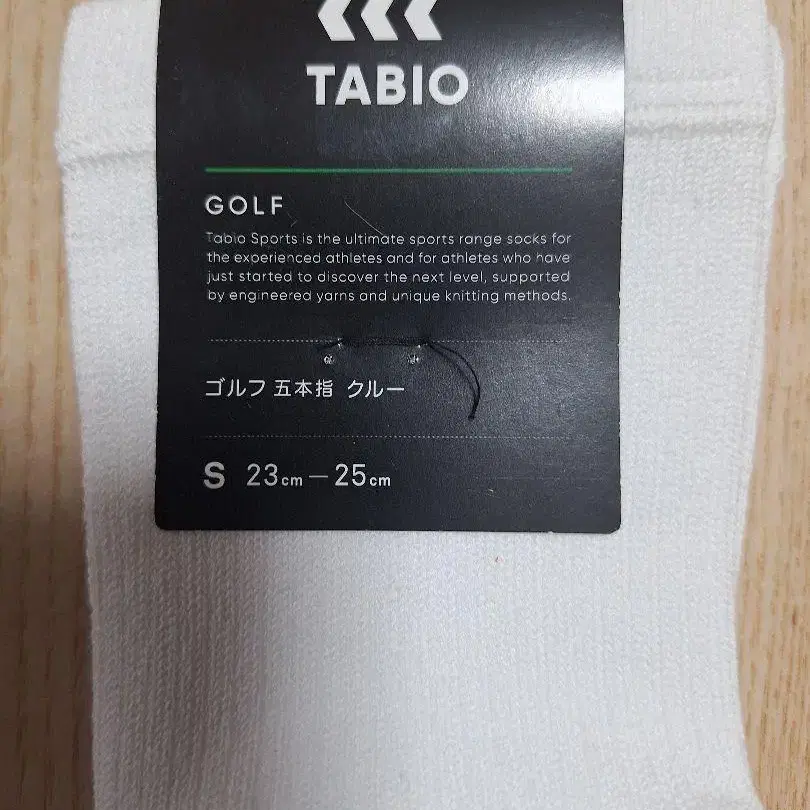 TABIO
GOLF
Tabio Sports is the ultimate sports range socks for
the experienced athletes and for athletes who have
just started to discover the next level, supported
by engineered yarns and unique knitting methods.
ゴルフ 五本指 クルー
S 23cm－25cm